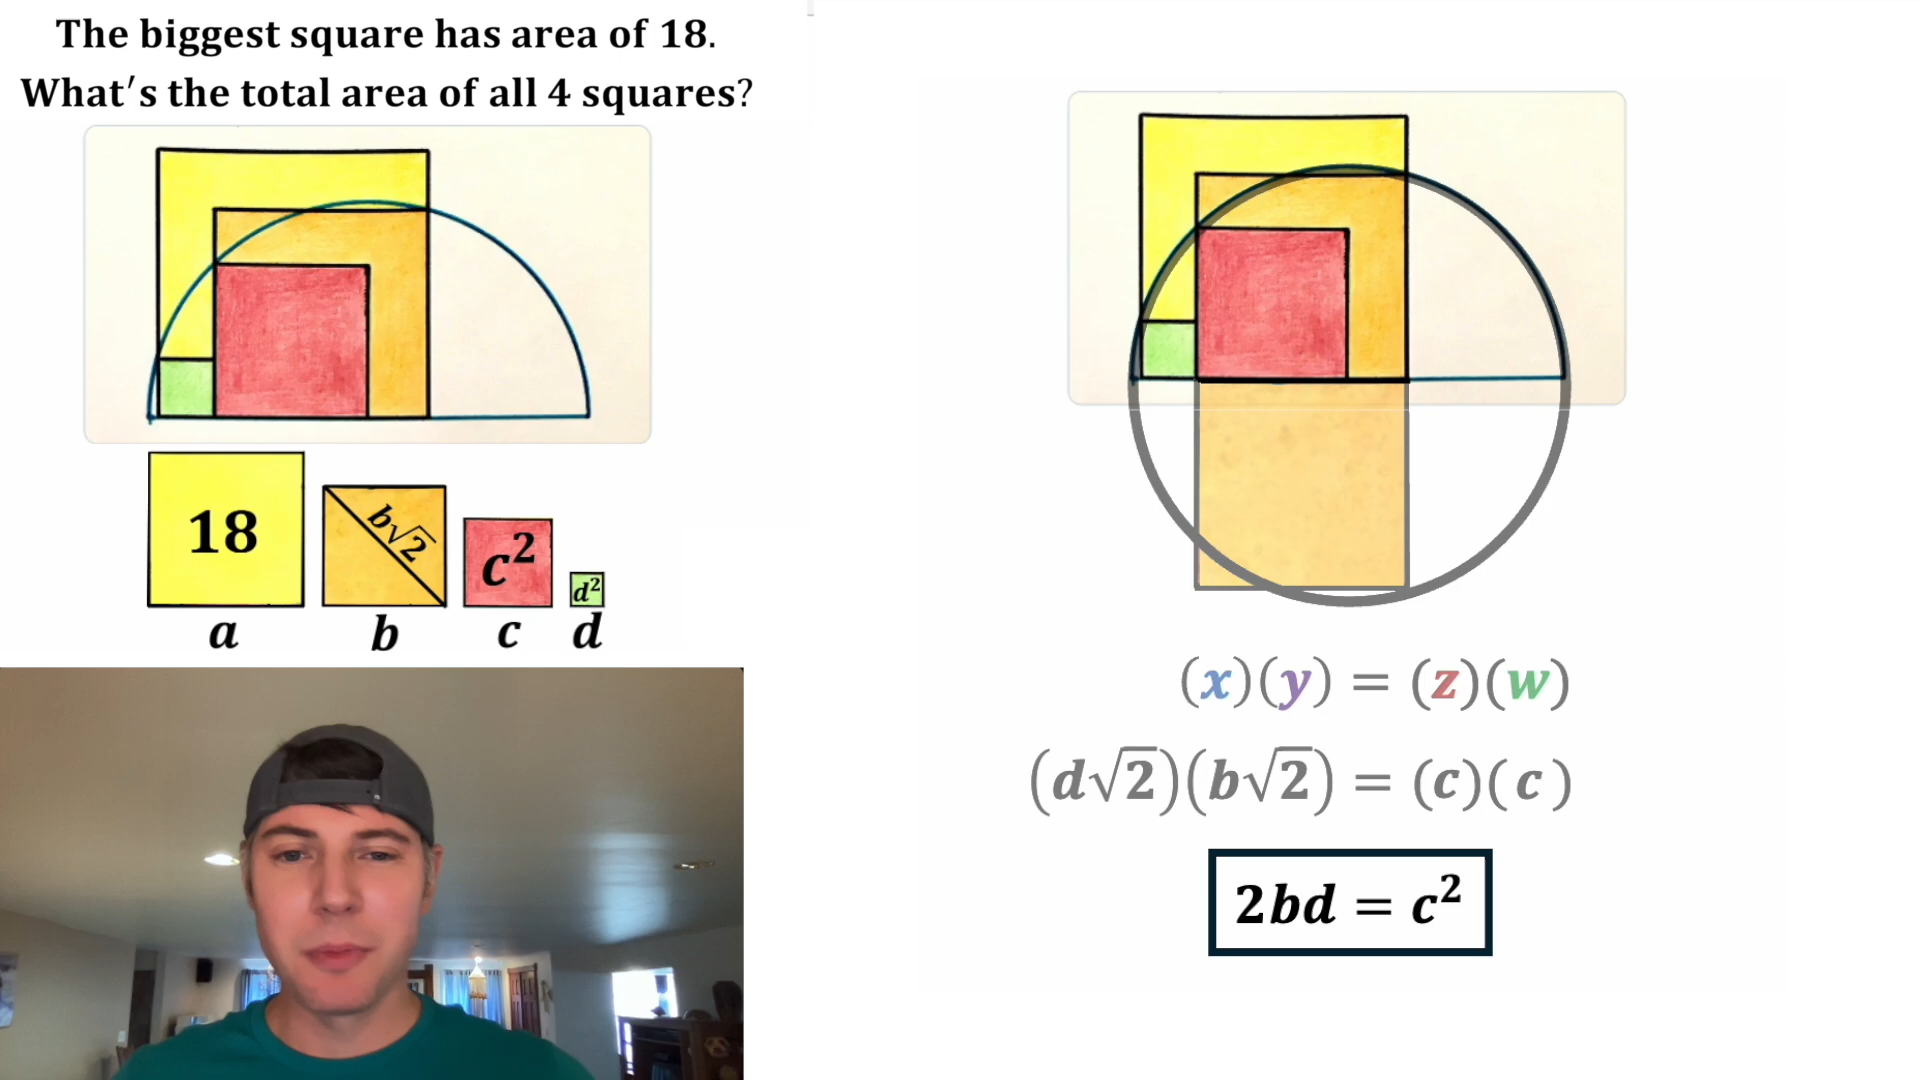 The biggest square has area of 18.
What's the total area of all 4 squares?
18
b√2
c²
d²
a b c d
(x)(y) = (z)(w)
(d√2)(b√2) = (c)(c)
2bd = c²